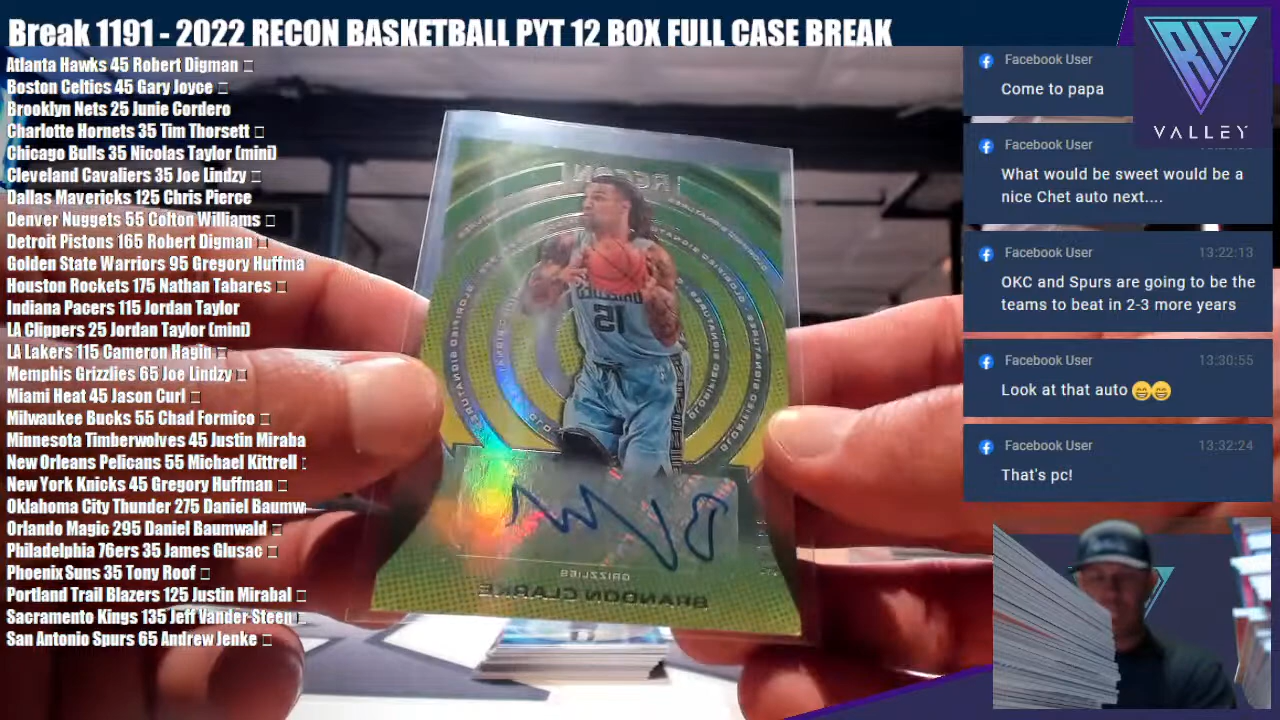 Break 1191 - 2022 RECON BASKETBALL PYT 12 BOX FULL CASE BREAK
Atlanta Hawks 45 Robert Digman
Boston Celtics 45 Gary Joyce
Brooklyn Nets 25 Junie Cordero
Charlotte Hornets 35 Tim Thorsett
Chicago Bulls 35 Nicolas Taylor (mini)
Cleveland Cavaliers 35 Joe Lindzy
Dallas Mavericks 125 Chris Pierce
Denver Nuggets 55 Colton Williams
Detroit Pistons 165 Robert Digman
Golden State Warriors 95 Gregory Huffma
Houston Rockets 175 Nathan Tabares
Indiana Pacers 115 Jordan Taylor
LA Clippers 25 Jordan Taylor (mini)
LA Lakers 115 Cameron Hagin
Memphis Grizzlies 65 Joe Lindzy
Miami Heat 45 Jason Curl
Milwaukee Bucks 55 Chad Formico
Minnesota Timberwolves 45 Justin Miraba
New Orleans Pelicans 55 Michael Kittrell
New York Knicks 45 Gregory Huffman
Oklahoma City Thunder 275 Daniel Baumw
Orlando Magic 295 Daniel Baumwald
Philadelphia 76ers 35 James Glusac
Phoenix Suns 35 Tony Roof
Portland Trail Blazers 125 Justin Mirabal
Sacramento Kings 135 Jeff Vander Steen
San Antonio Spurs 65 Andrew Jenke
RECON
GRIZZLIES
15
GRIZZLIES
BRANDON CLARKE
Facebook User
Come to papa
Facebook User
What would be sweet would be a
nice Chet auto next....
Facebook User 13:22:13
OKC and Spurs are going to be the
teams to beat in 2-3 more years
Facebook User 13:30:55
Look at that auto 😁😁
Facebook User 13:32:24
That's pc!
RIP
VALLEY